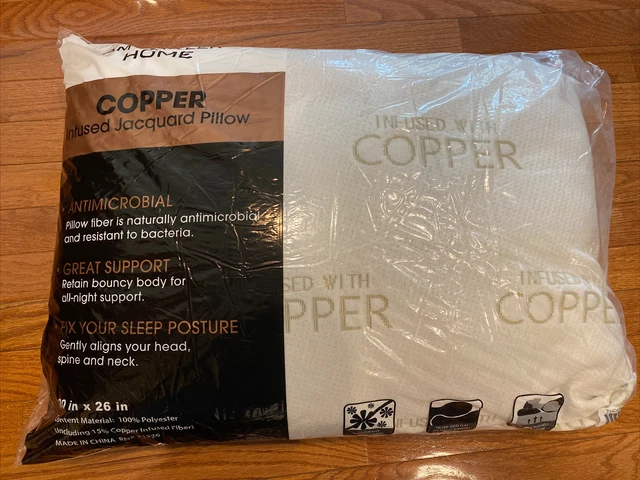 HOME
COPPER
Infused Jacquard Pillow
ANTIMICROBIAL
Pillow fiber is naturally antimicrobial
and resistant to bacteria.
GREAT SUPPORT
Retain bouncy body for
all-night support.
FIX YOUR SLEEP POSTURE
Gently aligns your head,
spine and neck.
x 26 in
Content Material: 100% Polyester
(Including 15% Copper Infused Fiber)
MADE IN CHINA
INFUSED WITH
COPPER
SED WITH
PPER
INFUSED
COPPE